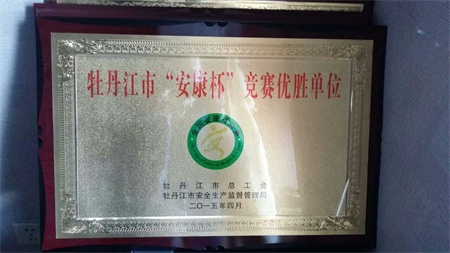 牡丹江市“安康杯”竞赛优胜单位
牡丹江市总工会
牡丹江市安全生产监督管理局
二〇一五年四月